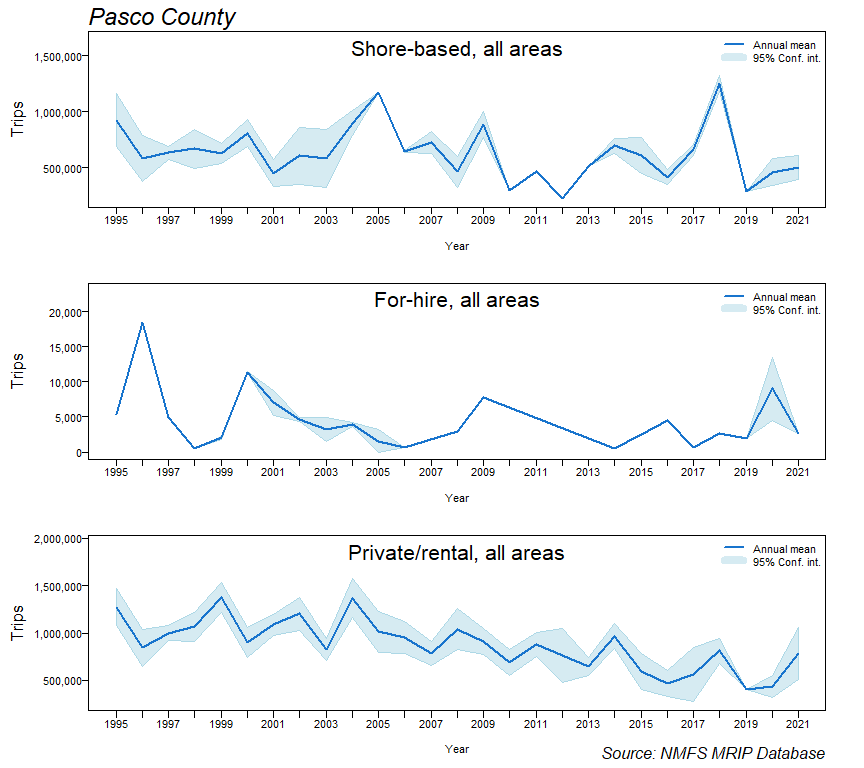 Pasco County
Shore-based, all areas
Annual mean
95% Conf. int.
1,500,000
1,000,000
500,000
Trips
1995 1997 1999 2001 2003 2005 2007 2009 2011 2013 2015 2017 2019 2021
Year
For-hire, all areas
Annual mean
95% Conf. int.
20,000
15,000
10,000
5,000
0
Trips
1995 1997 1999 2001 2003 2005 2007 2009 2011 2013 2015 2017 2019 2021
Year
Private/rental, all areas
Annual mean
95% Conf. int.
2,000,000
1,500,000
1,000,000
500,000
Trips
1995 1997 1999 2001 2003 2005 2007 2009 2011 2013 2015 2017 2019 2021
Year
Source: NMFS MRIP Database